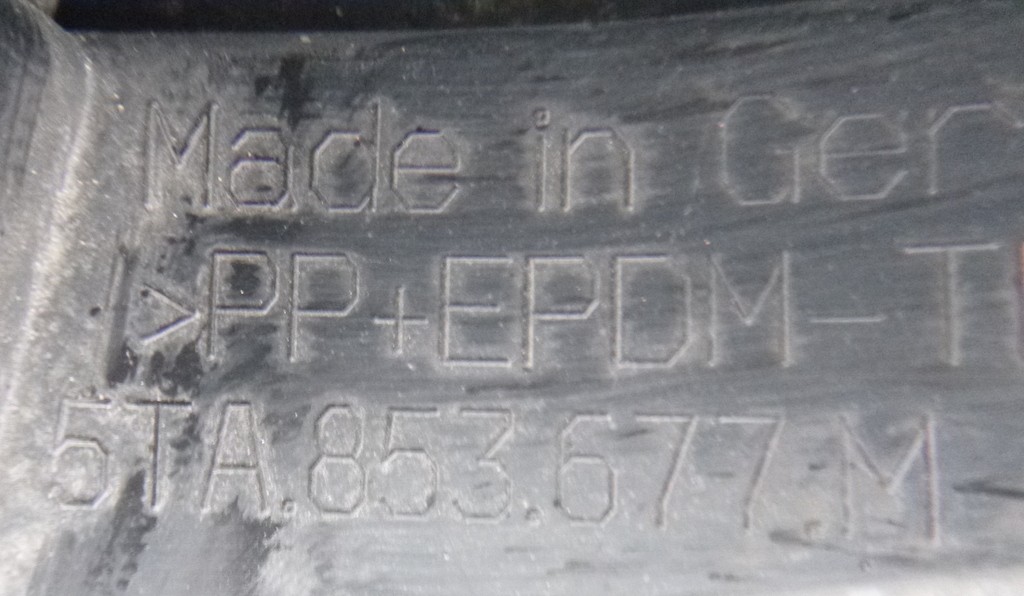 Made in Ger
>PP+EPDM-T
5TA.853.677.M